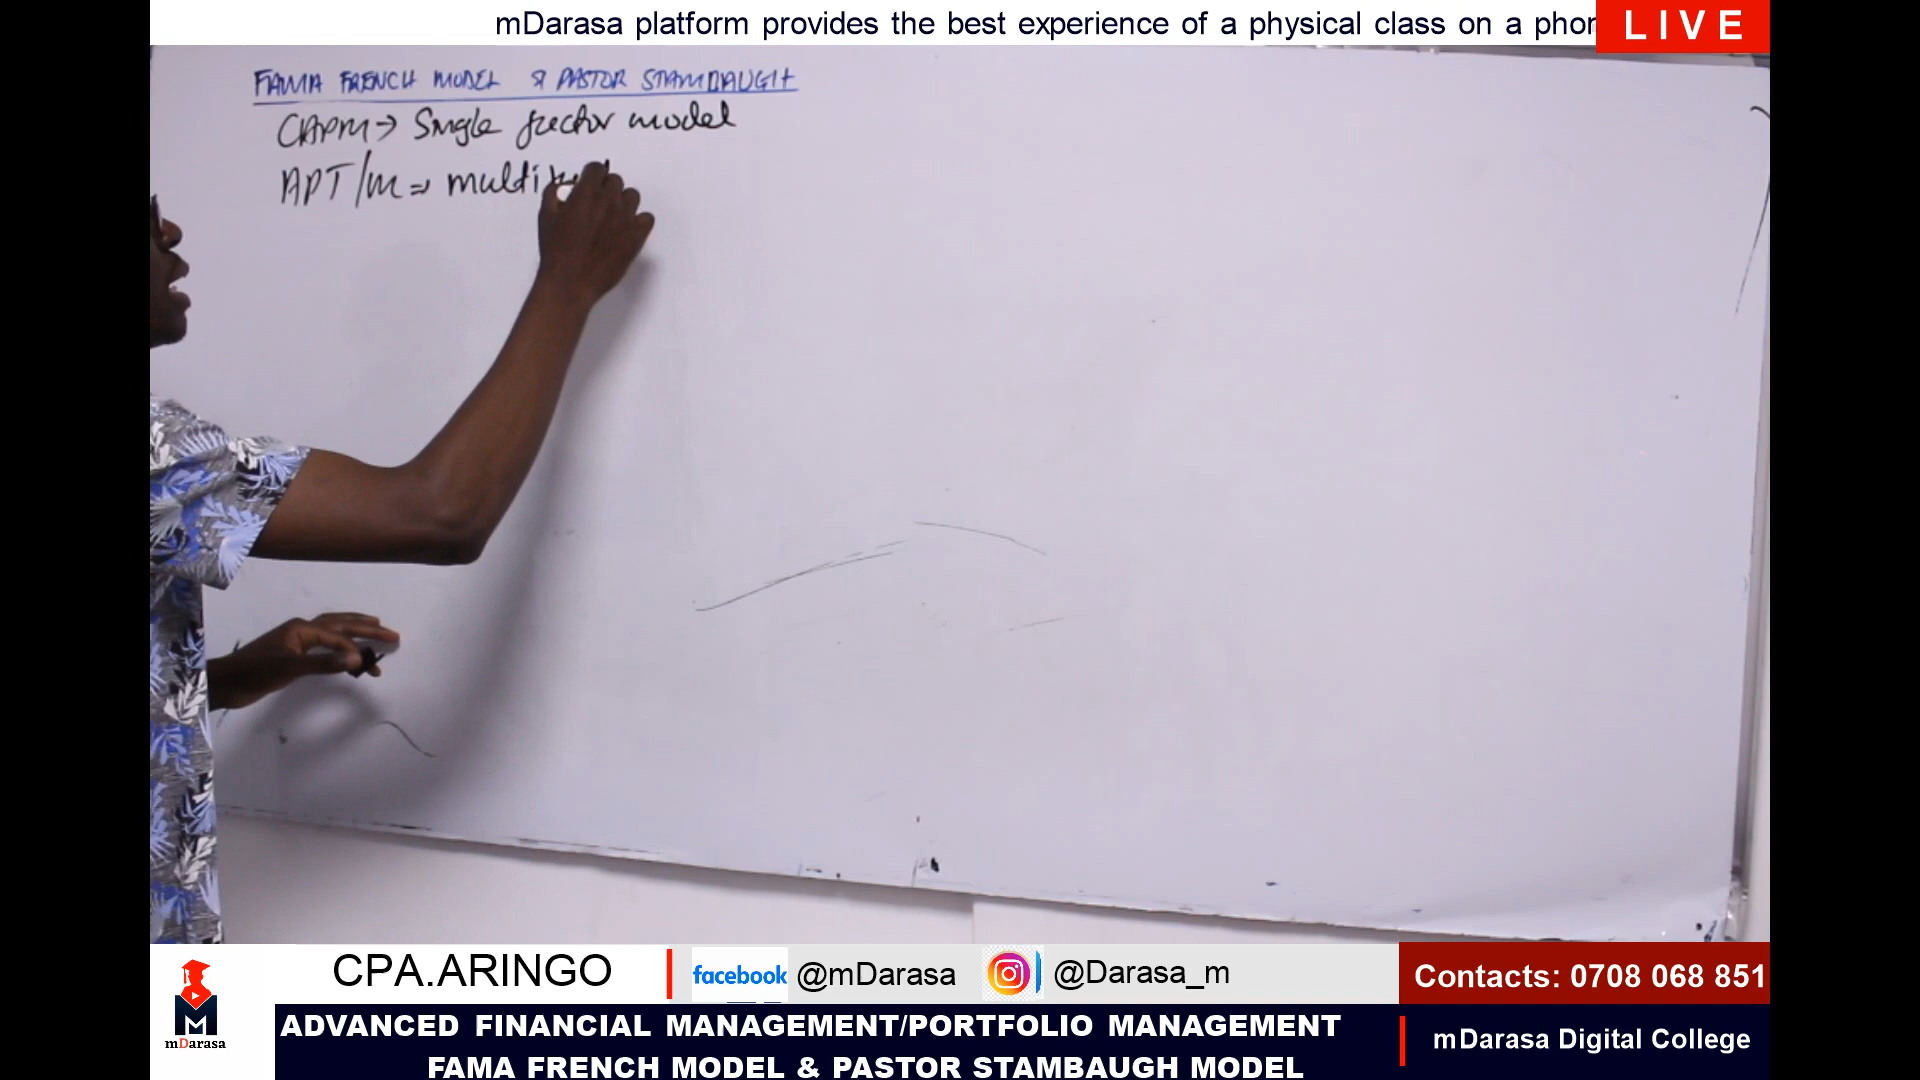 mDarasa platform provides the best experience of a physical class on a phon
LIVE
FAMA FRENCH MODEL & PASTOR STAMBAUGH
CAPM → Single factor model
APT/M ⇒ multi
CPA.ARINGO
facebook @mDarasa
@Darasa_m
Contacts: 0708 068 851
mDarasa
ADVANCED FINANCIAL MANAGEMENT/PORTFOLIO MANAGEMENT
FAMA FRENCH MODEL & PASTOR STAMBAUGH MODEL
mDarasa Digital College